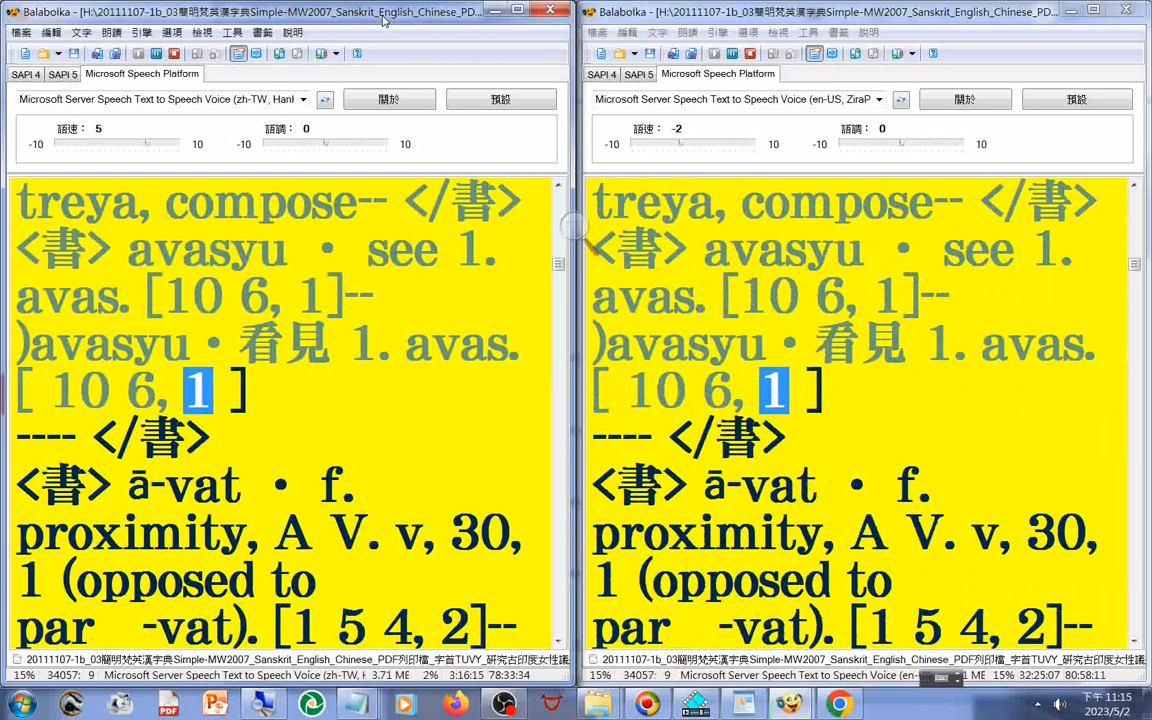 Balabolka - [H:\20111107-1b_03簡明梵英漢字典Simple-MW2007_Sanskrit_English_Chinese_PD...
檔案 編輯 文字 朗讀 引擎 選項 檢視 工具 書籤 說明
SAPI 4 SAPI 5 Microsoft Speech Platform
Microsoft Server Speech Text to Speech Voice (zh-TW, Hanl
關於 預設
語速： 5 語調： 0
-10 10 -10 10
treya, compose-- </書>
<書> avasyu • see 1.
avas. [10 6, 1]--
)avasyu • 看見 1. avas.
[ 10 6, 1 ]
---- </書>
<書> ā-vat • f.
proximity, A V. v, 30,
1 (opposed to
par -vat). [1 5 4, 2]--
20111107-1b_03簡明梵英漢字典Simple-MW2007_Sanskrit_English_Chinese_PDF列印檔_字首TUVY_研究古印度女性議
15% 34057: 9 Microsoft Server Speech Text to Speech Voice (zh-TW, H 3.71 ME 2% 3:16:15 78:33:34
Balabolka - [H:\20111107-1b_03簡明梵英漢字典Simple-MW2007_Sanskrit_English_Chinese_PD...
檔案 編輯 文字 朗讀 引擎 選項 檢視 工具 書籤 說明
SAPI 4 SAPI 5 Microsoft Speech Platform
Microsoft Server Speech Text to Speech Voice (en-US, ZiraP
關於 預設
語速： -2 語調： 0
-10 10 -10 10
treya, compose-- </書>
<書> avasyu • see 1.
avas. [10 6, 1]--
)avasyu • 看見 1. avas.
[ 10 6, 1 ]
---- </書>
<書> ā-vat • f.
proximity, A V. v, 30,
1 (opposed to
par -vat). [1 5 4, 2]--
20111107-1b_03簡明梵英漢字典Simple-MW2007_Sanskrit_English_Chinese_PDF列印檔_字首TUVY_研究古印度女性議
15% 34057: 9 Microsoft Server Speech Text to Speech Voice (en-U 15% 32:25:07 80:58:11
下午 11:15
2023/5/2